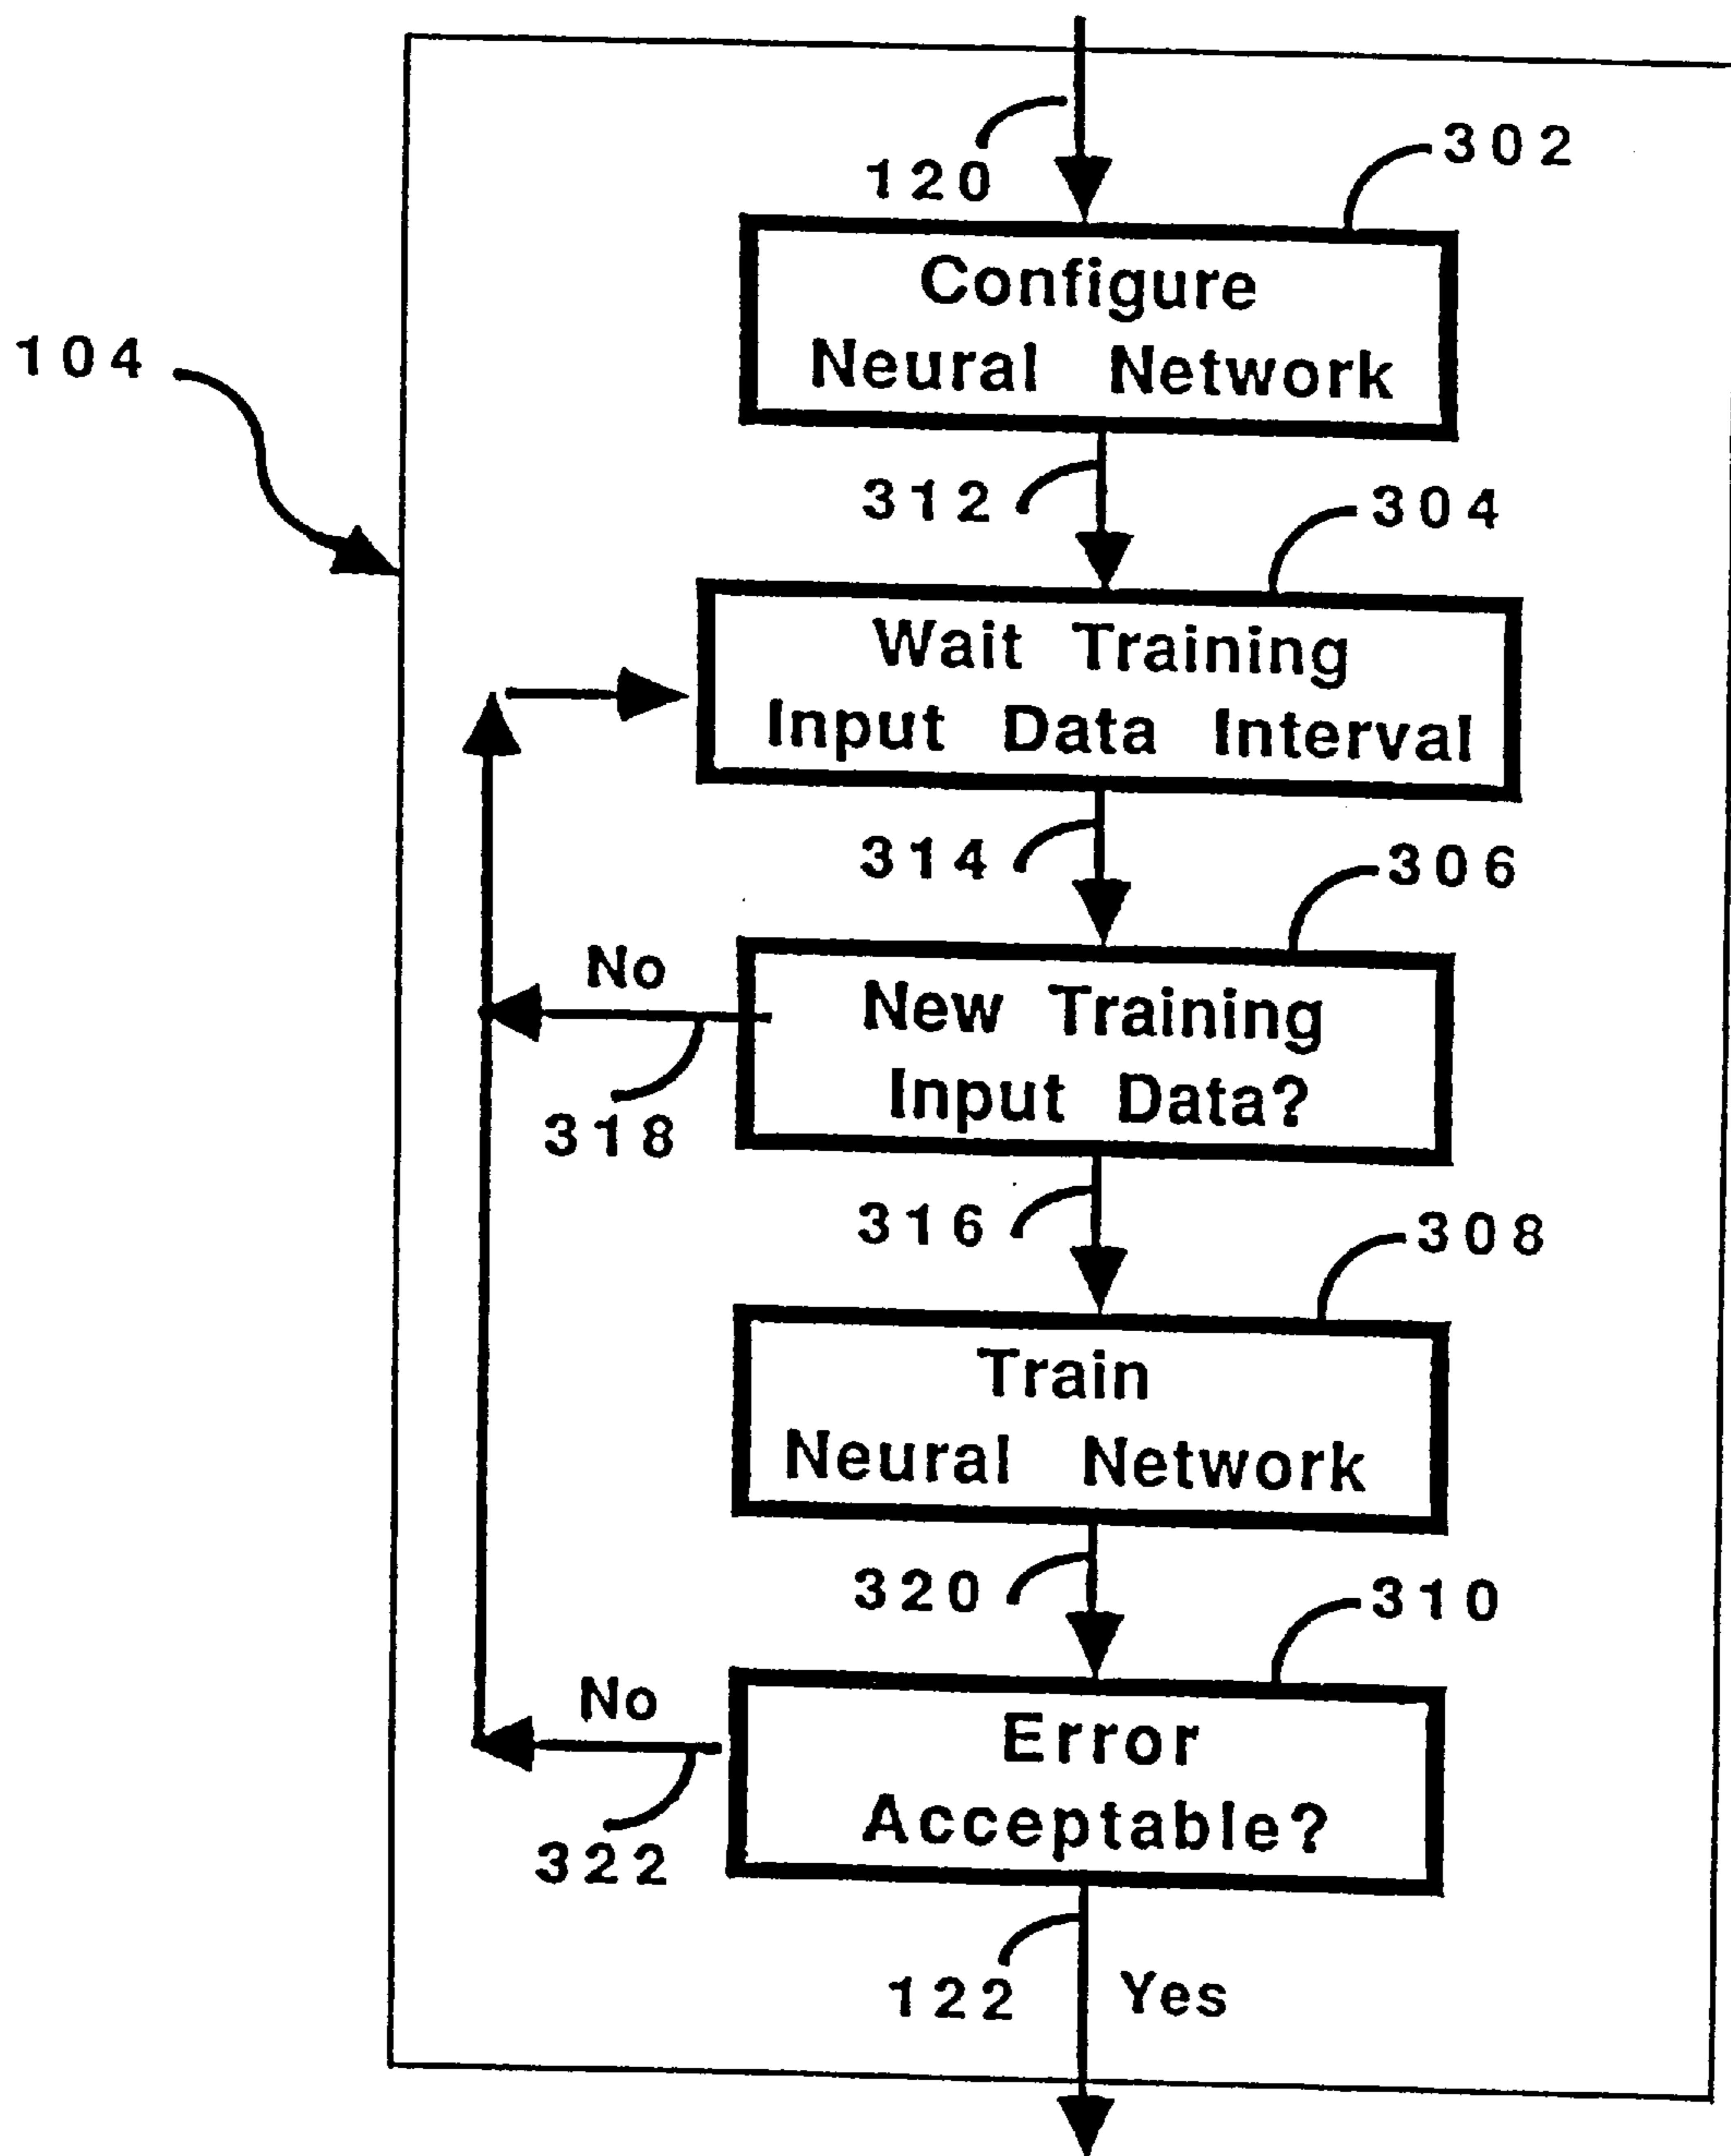 120
302
Configure
Neural Network
104
312
304
Wait Training
Input Data Interval
314
306
No
New Training
Input Data?
318
316
308
Train
Neural Network
320
310
No
Error
Acceptable?
322
122
Yes